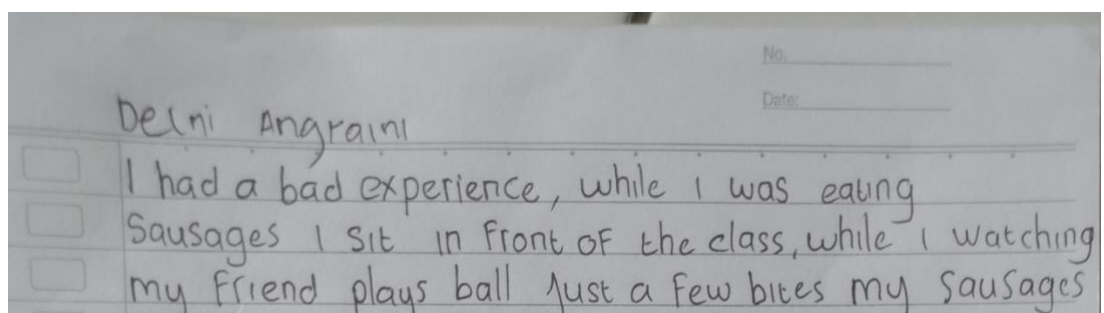 No.
Date:
Delni Angraini
I had a bad experience, while i was eating
Sausages I sit in front of the class, while i watching
my friend plays ball Just a few bites my Sausages